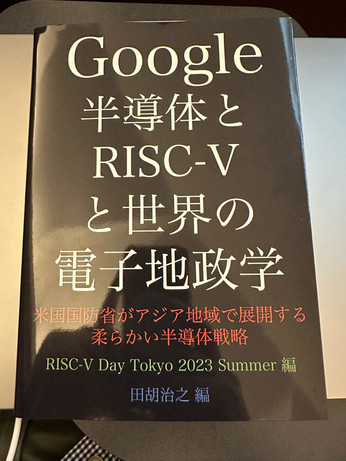 Google
半導体と
RISC-V
と世界の
電子地政学
米国国防省がアジア地域で展開する
柔らかい半導体戦略
RISC-V Day Tokyo 2023 Summer 編
田胡治之 編